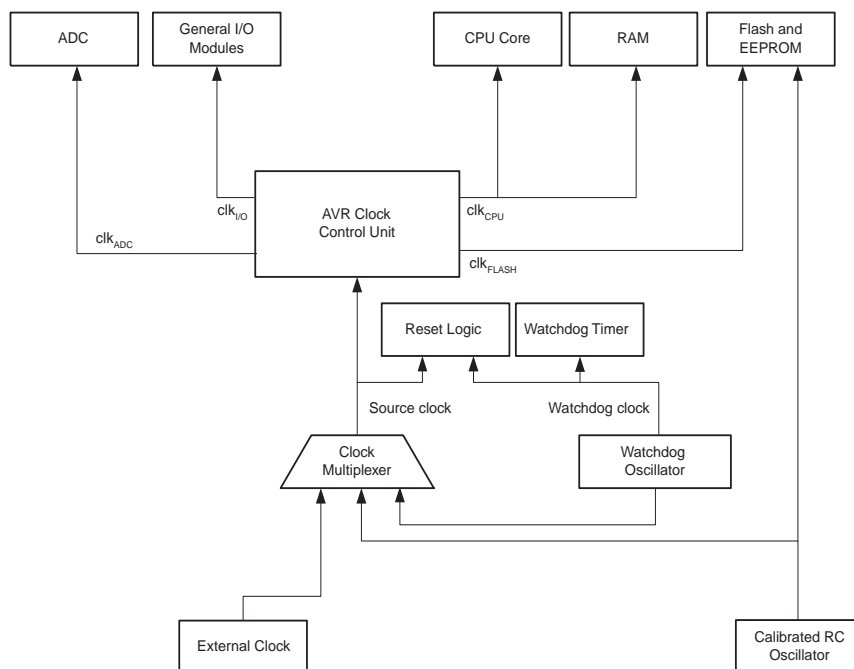 ADC
General I/O
Modules
CPU Core
RAM
Flash and
EEPROM
clkI/O
AVR Clock
Control Unit
clkCPU
clkADC
clkFLASH
Reset Logic
Watchdog Timer
Source clock
Watchdog clock
Clock
Multiplexer
Watchdog
Oscillator
External Clock
Calibrated RC
Oscillator